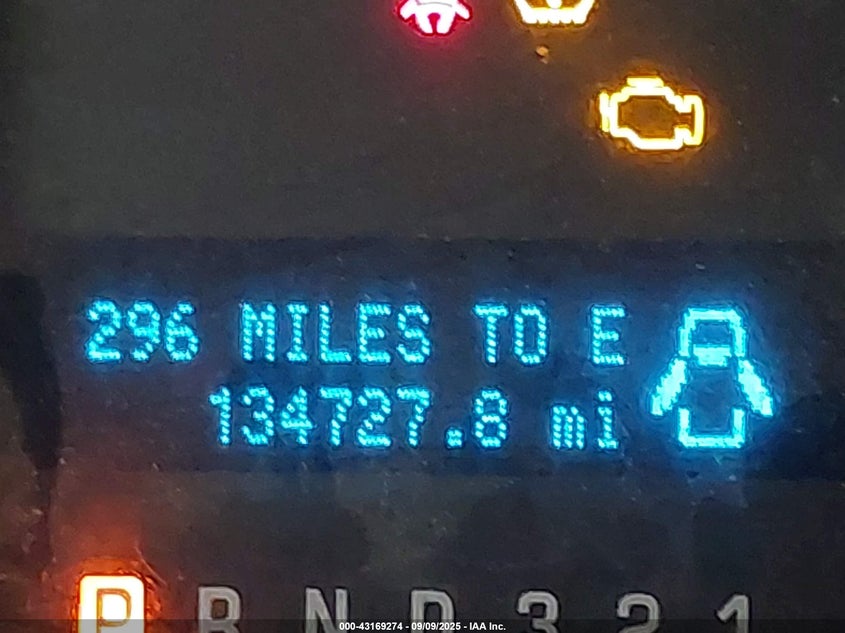 296 MILES TO E
134727.8 mi
P R N D 3 2 1
000-43169274 - 09/09/2025 - IAA Inc.